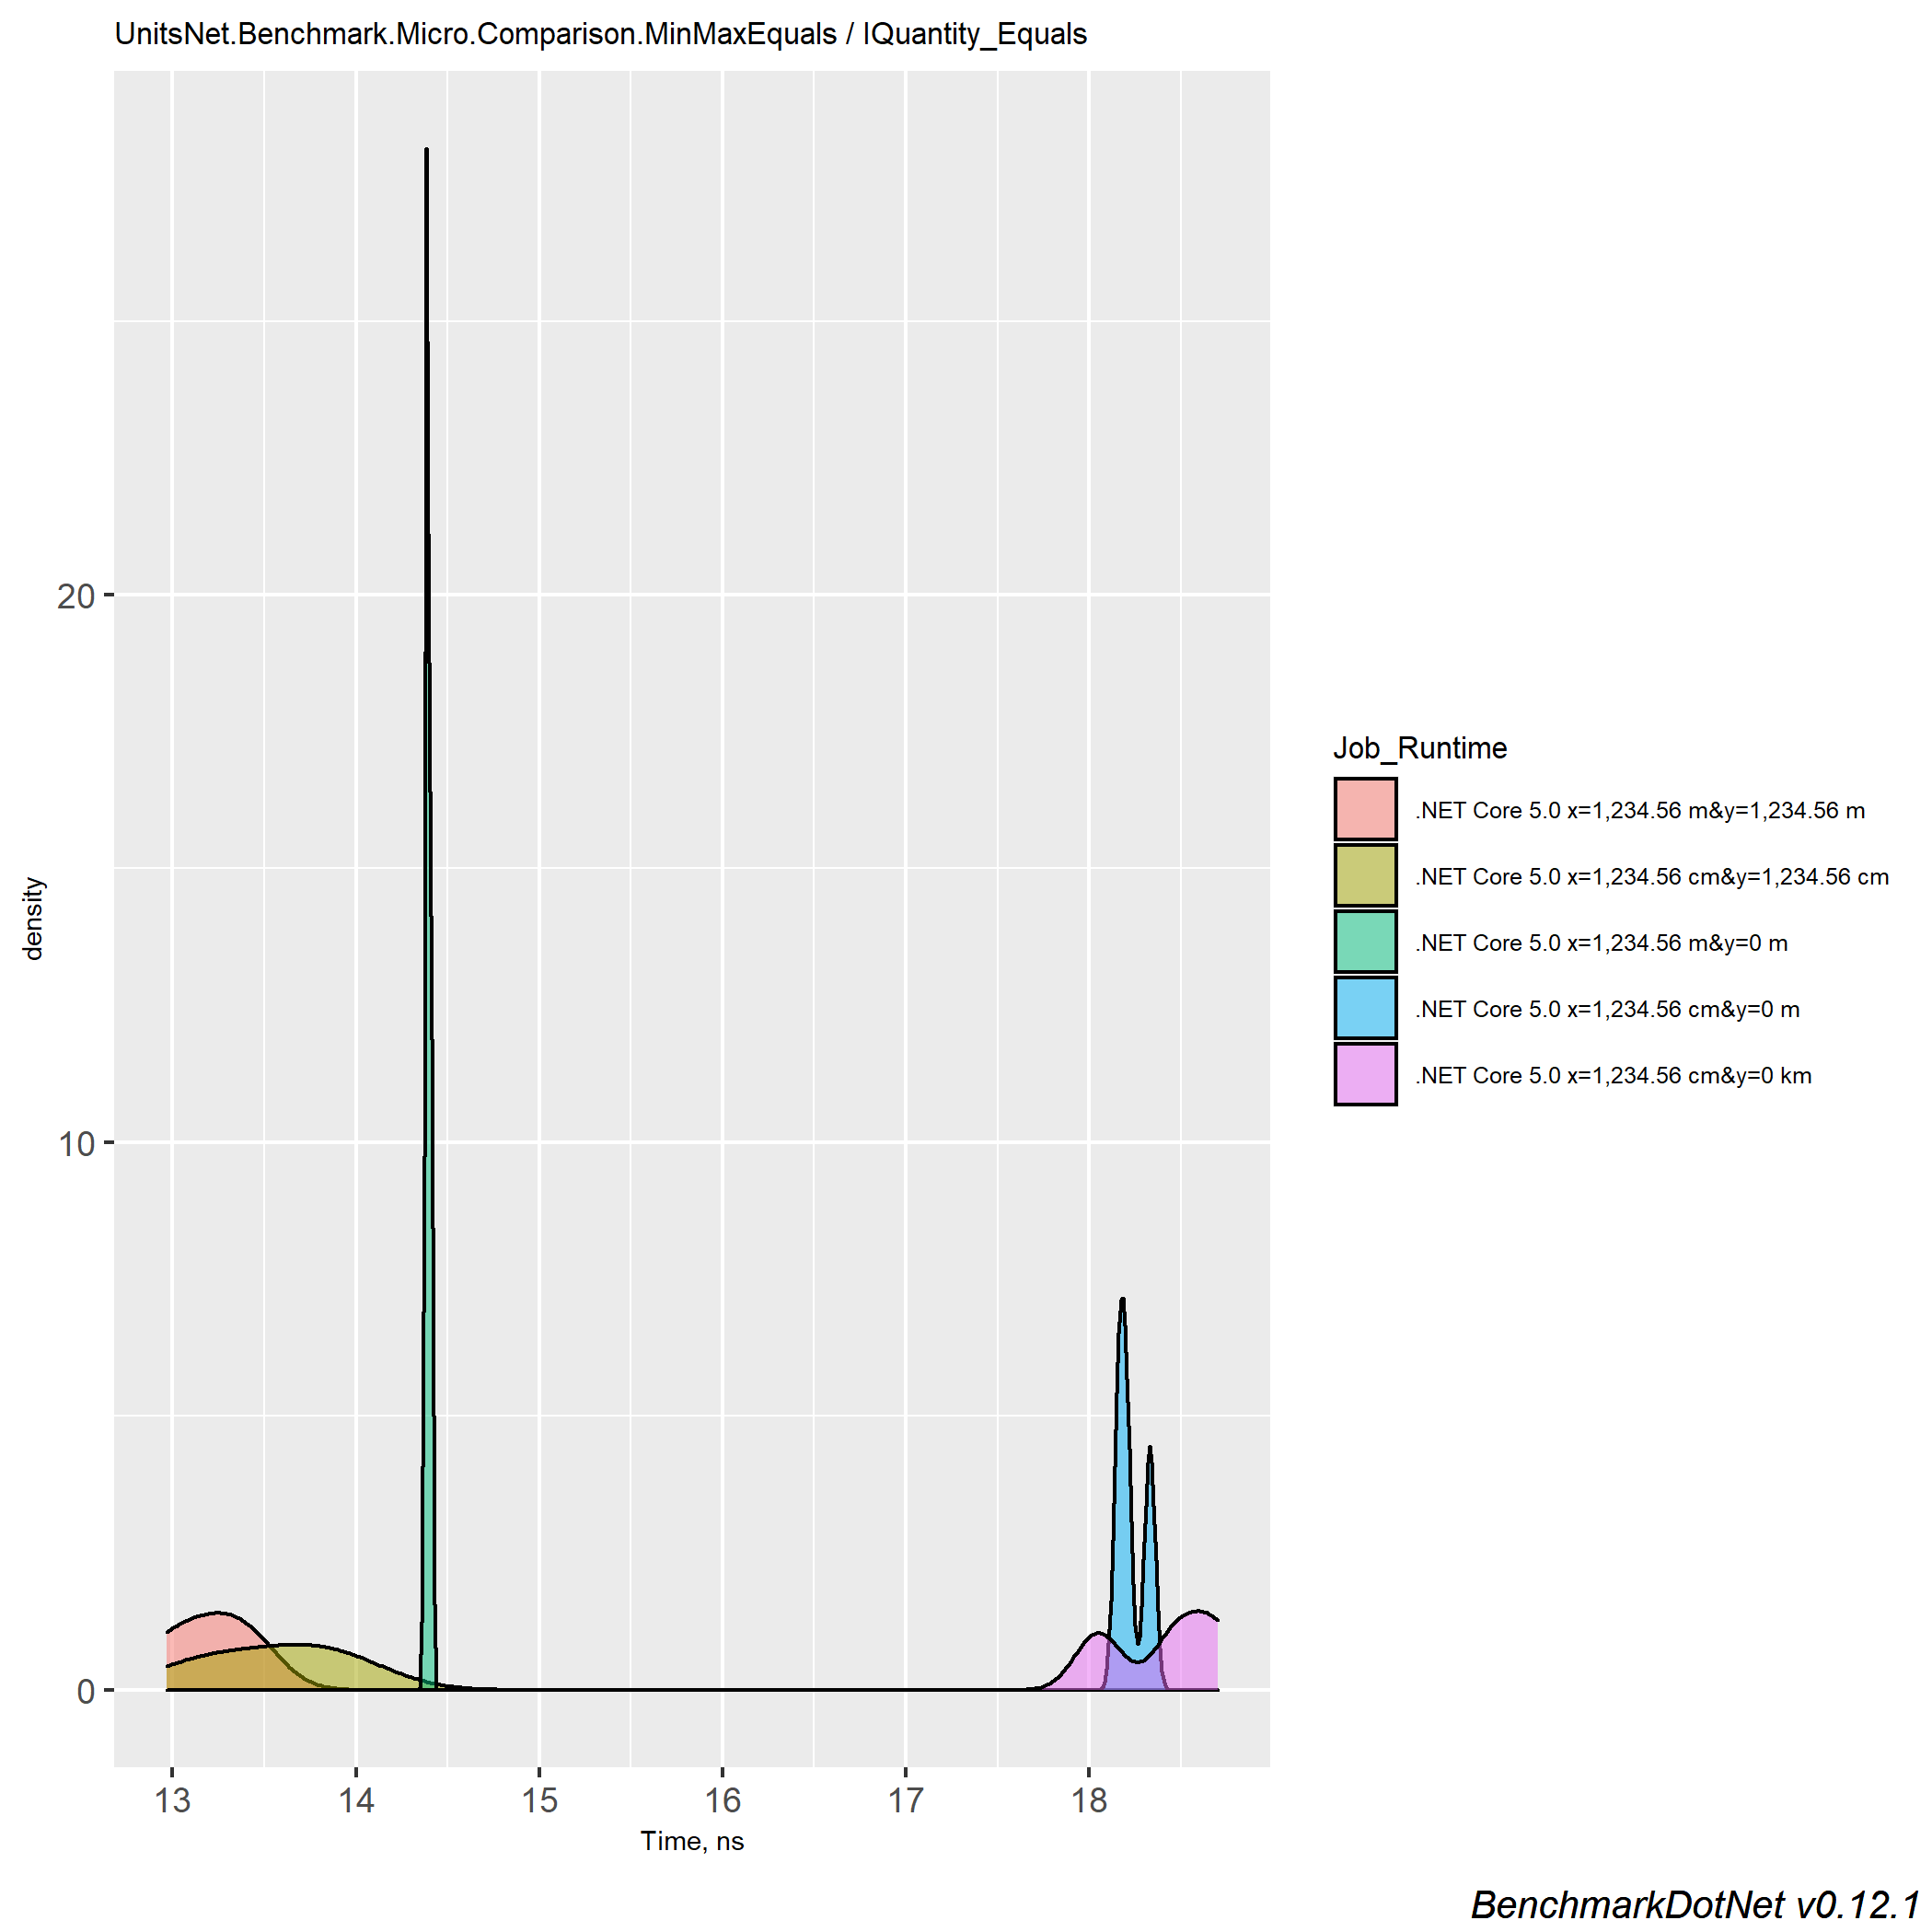 UnitsNet.Benchmark.Micro.Comparison.MinMaxEquals / IQuantity_Equals
density
20
10
0
13 14 15 16 17 18
Time, ns
Job_Runtime
.NET Core 5.0 x=1,234.56 m&y=1,234.56 m
.NET Core 5.0 x=1,234.56 cm&y=1,234.56 cm
.NET Core 5.0 x=1,234.56 m&y=0 m
.NET Core 5.0 x=1,234.56 cm&y=0 m
.NET Core 5.0 x=1,234.56 cm&y=0 km
BenchmarkDotNet v0.12.1